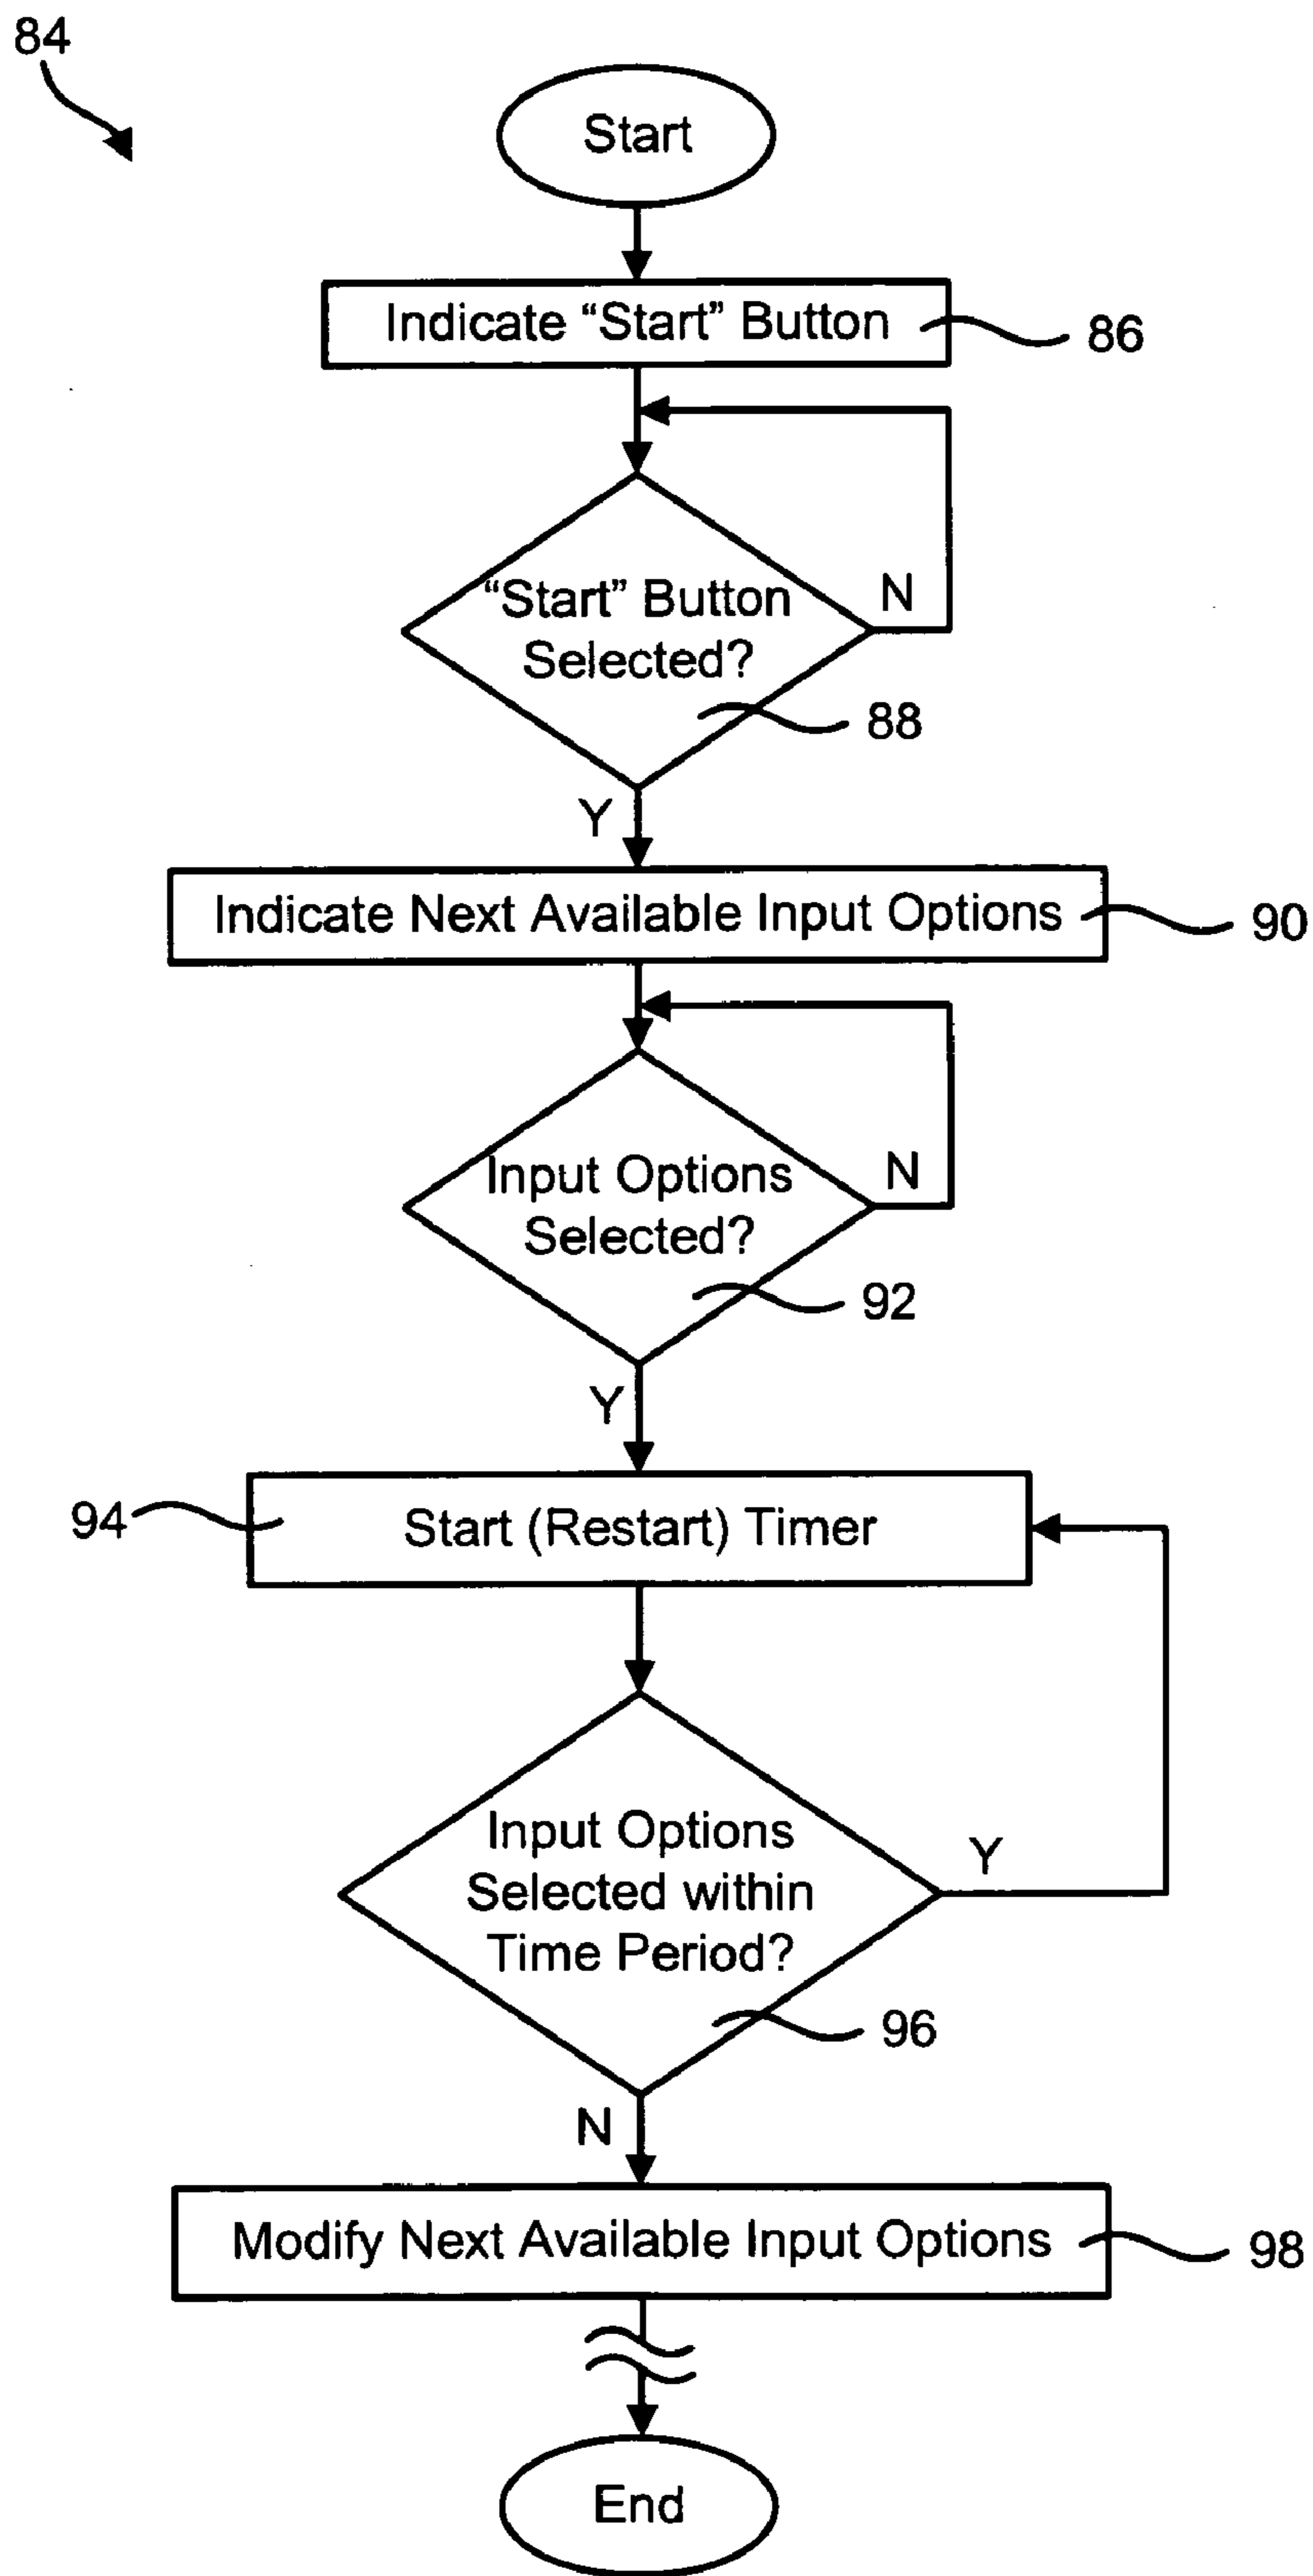 84
Start
Indicate “Start” Button
86
“Start” Button
Selected?
N
88
Y
Indicate Next Available Input Options
90
Input Options
Selected?
N
92
Y
94
Start (Restart) Timer
Input Options
Selected within
Time Period?
Y
96
N
Modify Next Available Input Options
98
End